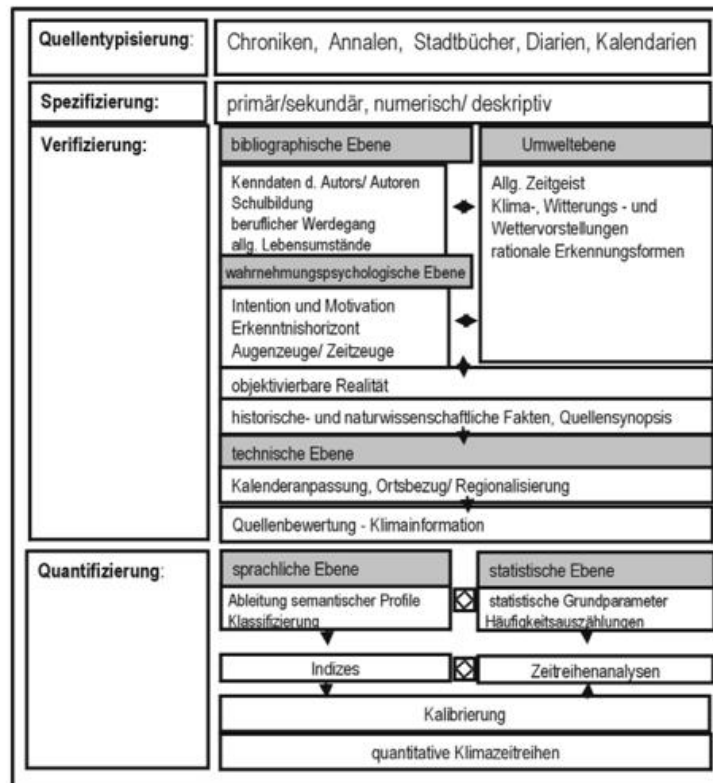 Quellentypisierung:
Chroniken, Annalen, Stadtbücher, Diarien, Kalendarien
Spezifizierung:
primär/sekundär, numerisch/ deskriptiv
Verifizierung:
bibliographische Ebene
Umweltebene
Kenndaten d. Autors/ Autoren
Schulbildung
beruflicher Werdegang
allg. Lebensumstände
Allg. Zeitgeist
Klima-, Witterungs - und
Wettervorstellungen
rationale Erkennungsformen
wahrnehmungspsychologische Ebene
Intention und Motivation
Erkenntnishorizont
Augenzeuge/ Zeitzeuge
objektivierbare Realität
historische- und naturwissenschaftliche Fakten, Quellensynopsis
technische Ebene
Kalenderanpassung, Ortsbezug/ Regionalisierung
Quellenbewertung - Klimainformation
Quantifizierung:
sprachliche Ebene
statistische Ebene
Ableitung semantischer Profile
Klassifizierung
statistische Grundparameter
Häufigkeitsauszählungen
Indizes
Zeitreihenanalysen
Kalibrierung
quantitative Klimazeitreihen